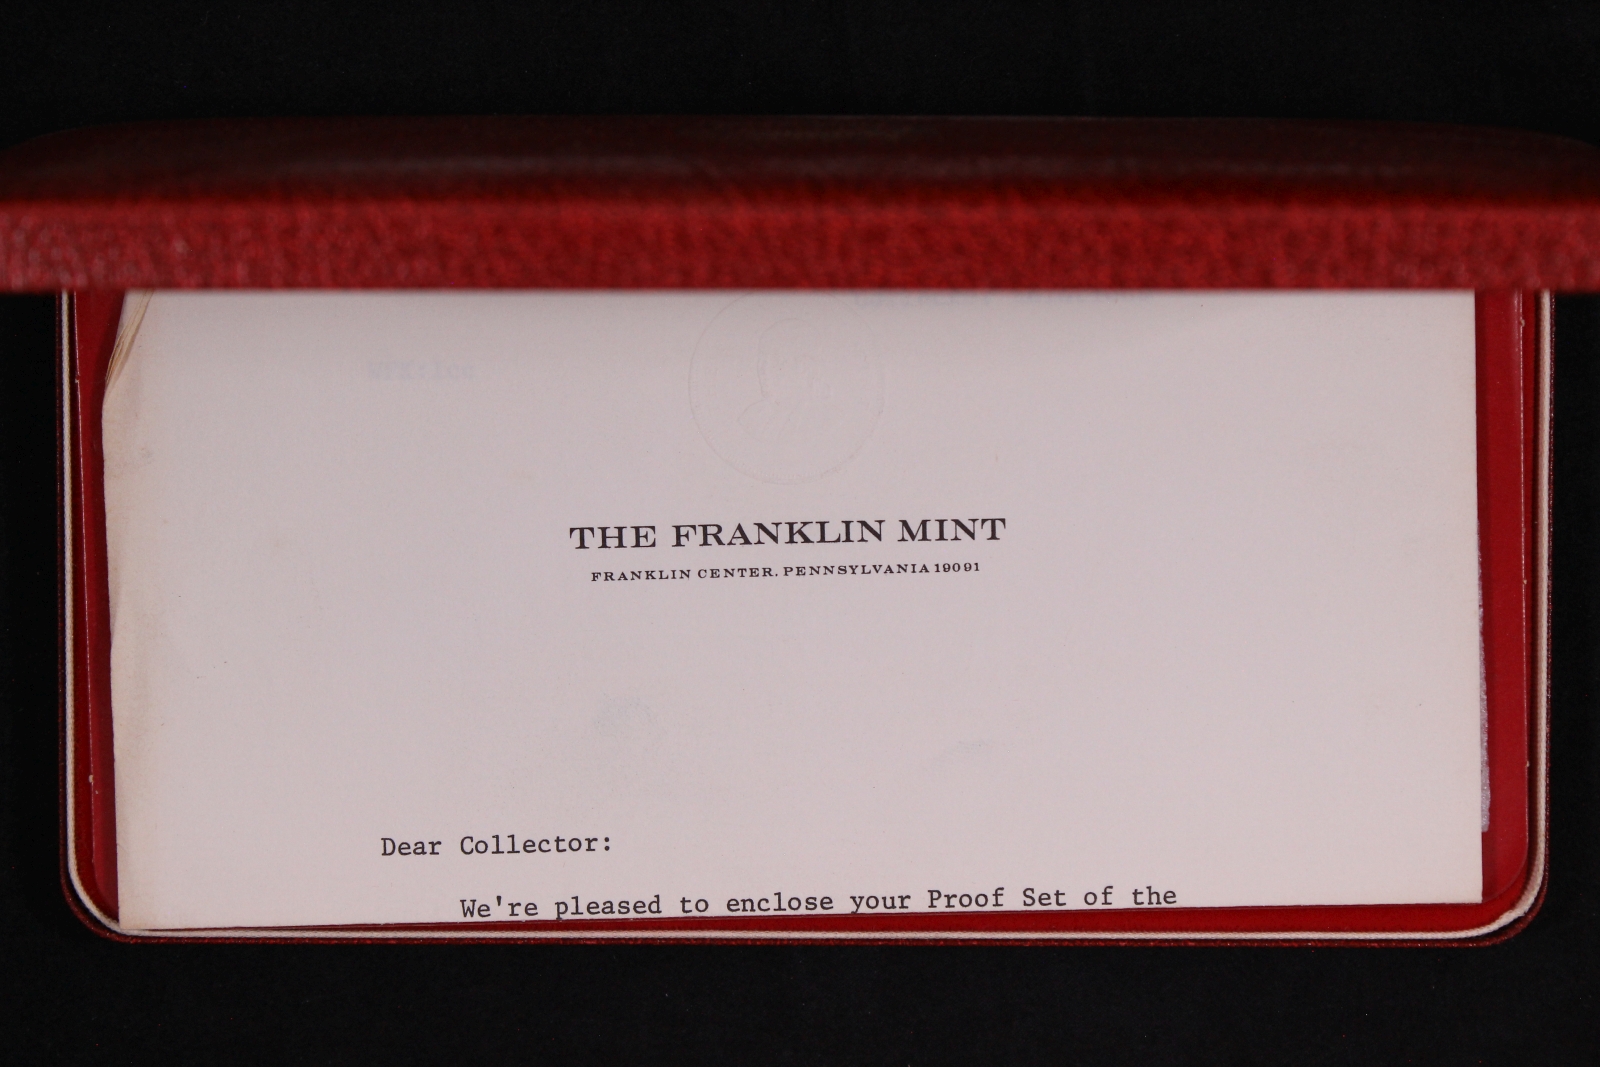 THE FRANKLIN MINT
FRANKLIN CENTER, PENNSYLVANIA 19091
Dear Collector:
We're pleased to enclose your Proof Set of the